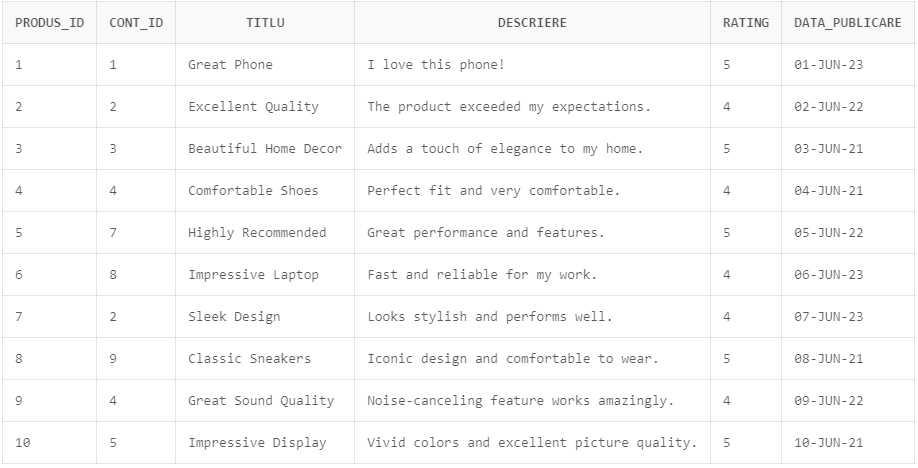 PRODUS_ID CONT_ID TITLU DESCRIERE RATING DATA_PUBLICARE
1 1 Great Phone I love this phone! 5 01-JUN-23
2 2 Excellent Quality The product exceeded my expectations. 4 02-JUN-22
3 3 Beautiful Home Decor Adds a touch of elegance to my home. 5 03-JUN-21
4 4 Comfortable Shoes Perfect fit and very comfortable. 4 04-JUN-21
5 7 Highly Recommended Great performance and features. 5 05-JUN-22
6 8 Impressive Laptop Fast and reliable for my work. 4 06-JUN-23
7 2 Sleek Design Looks stylish and performs well. 4 07-JUN-23
8 9 Classic Sneakers Iconic design and comfortable to wear. 5 08-JUN-21
9 4 Great Sound Quality Noise-canceling feature works amazingly. 4 09-JUN-22
10 5 Impressive Display Vivid colors and excellent picture quality. 5 10-JUN-21